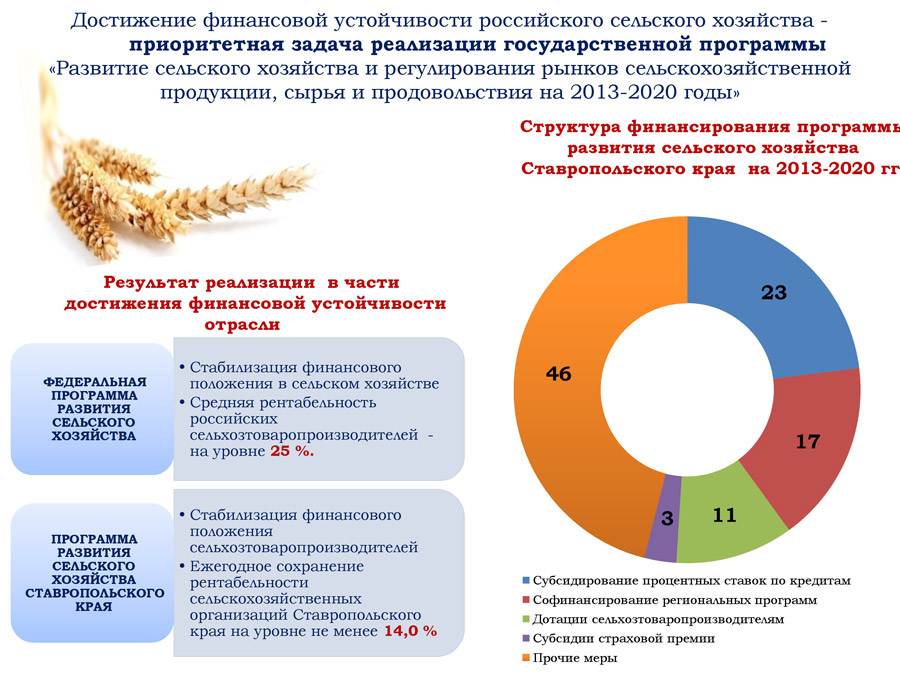 Достижение финансовой устойчивости российского сельского хозяйства -
приоритетная задача реализации государственной программы
«Развитие сельского хозяйства и регулирования рынков сельскохозяйственной
продукции, сырья и продовольствия на 2013-2020 годы»
Структура финансирования программы
развития сельского хозяйства
Ставропольского края на 2013-2020 гг
Результат реализации в части
достижения финансовой устойчивости
отрасли
ФЕДЕРАЛЬНАЯ
ПРОГРАММА
РАЗВИТИЯ
СЕЛЬСКОГО
ХОЗЯЙСТВА
• Стабилизация финансового
положения в сельском хозяйстве
• Средняя рентабельность
российских
сельхозтоваропроизводителей -
на уровне 25 %.
ПРОГРАММА
РАЗВИТИЯ
СЕЛЬСКОГО
ХОЗЯЙСТВА
СТАВРОПОЛЬСКОГО
КРАЯ
• Стабилизация финансового
положения
сельхозтоваропроизводителей
• Ежегодное сохранение
рентабельности
сельскохозяйственных
организаций Ставропольского
края на уровне не менее 14,0 %
23
17
11
3
46
Субсидирование процентных ставок по кредитам
Софинансирование региональных программ
Дотации сельхозтоваропроизводителям
Субсидии страховой премии
Прочие меры